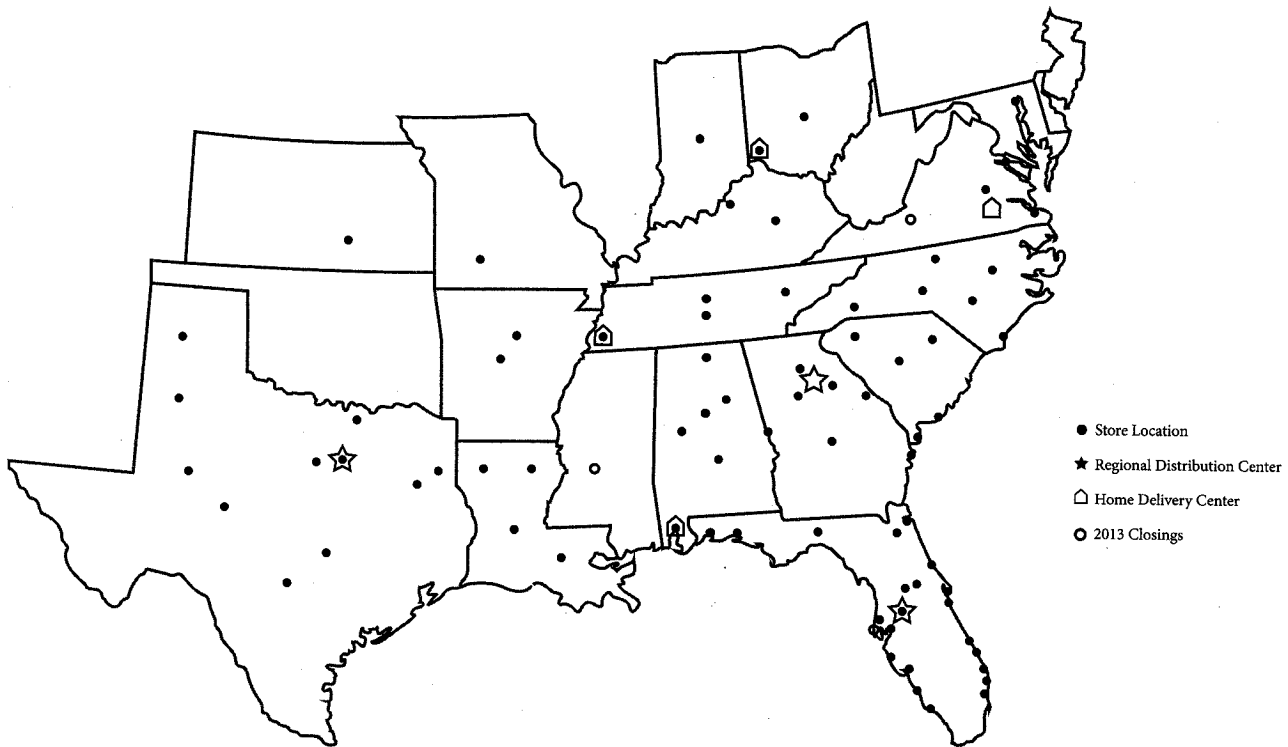 Store Location
Regional Distribution Center
Home Delivery Center
2013 Closings